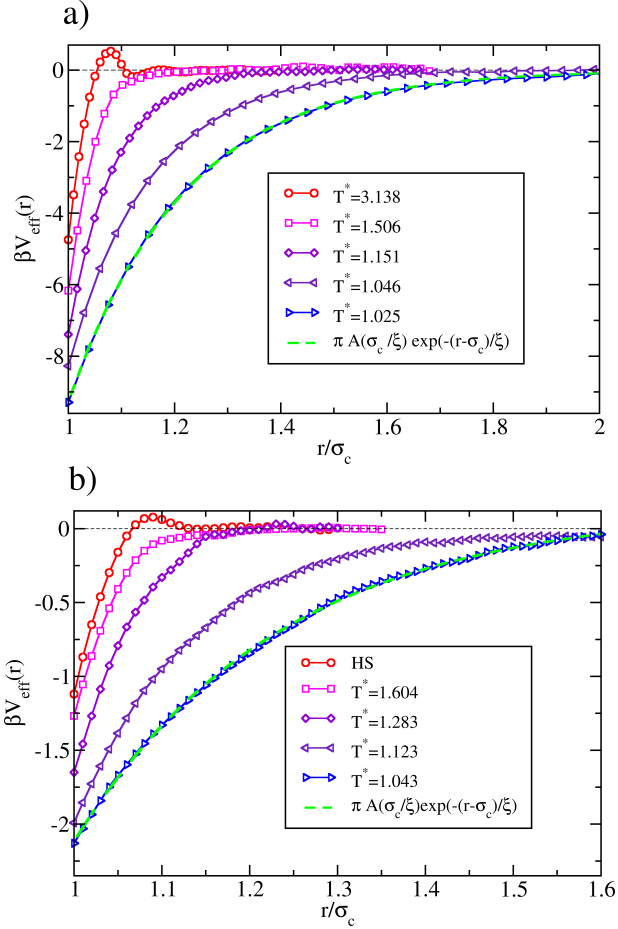 a)
0
-2
-4
-6
-8
βV_eff(r)
T*=3.138
T*=1.506
T*=1.151
T*=1.046
T*=1.025
π A(σ_c/ξ) exp(-(r-σ_c)/ξ)
1 1.2 1.4 1.6 1.8 2
r/σ_c
b)
0
-0.5
-1
-1.5
-2
βV_eff(r)
HS
T*=1.604
T*=1.283
T*=1.123
T*=1.043
π A(σ_c/ξ)exp(-(r-σ_c)/ξ)
1 1.1 1.2 1.3 1.4 1.5 1.6
r/σ_c